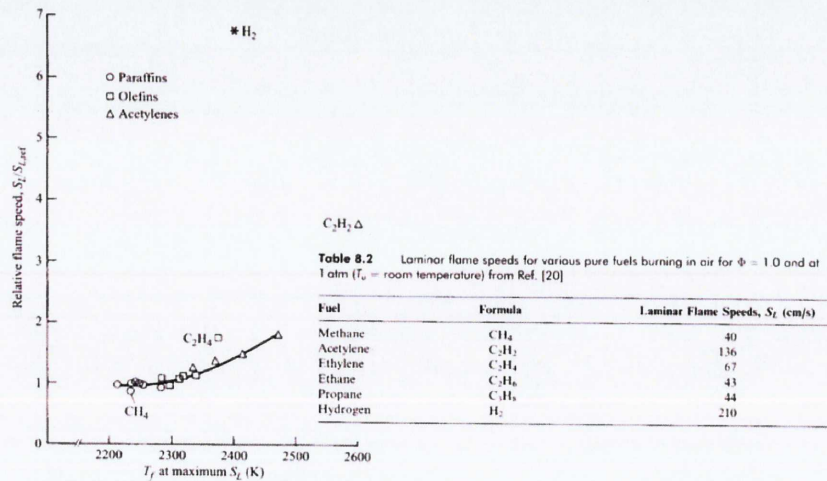 Relative flame speed, S_L/S_L,ref
7
6
5
4
3
2
1
0
* H₂
○ Paraffins
□ Olefins
△ Acetylenes
C₂H₂ △
C₂H₄ □
CH₄
2200
2300
2400
2500
2600
T_f at maximum S_L (K)
Table 8.2 Laminar flame speeds for various pure fuels burning in air for Φ = 1.0 and at
1 atm (T_u = room temperature) from Ref. [20]
Fuel Formula Laminar Flame Speeds, S_L (cm/s)
Methane CH₄ 40
Acetylene C₂H₂ 136
Ethylene C₂H₄ 67
Ethane C₂H₆ 43
Propane C₃H₈ 44
Hydrogen H₂ 210